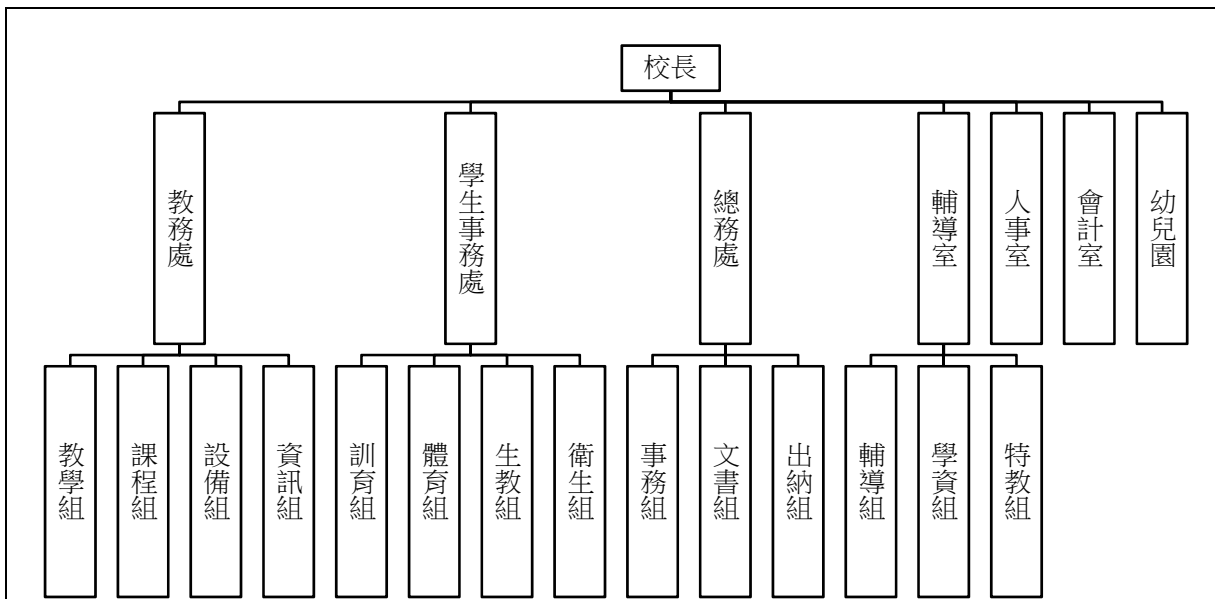 校長
教務處
學生事務處
總務處
輔導室
人事室
會計室
幼兒園
教學組
課程組
設備組
資訊組
訓育組
體育組
生教組
衛生組
事務組
文書組
出納組
輔導組
學資組
特教組